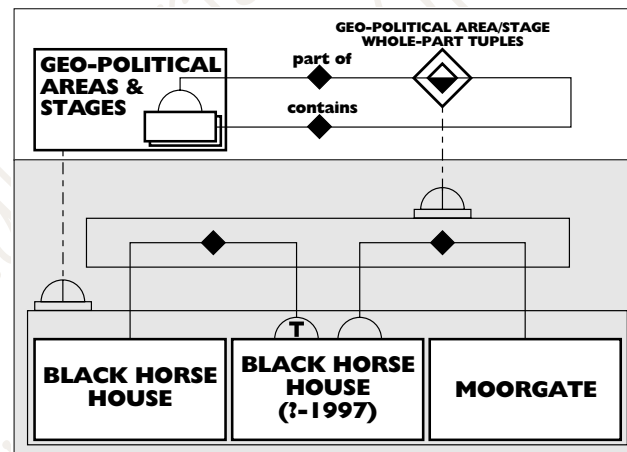 GEO-POLITICAL AREA/STAGE
WHOLE-PART TUPLES
GEO-POLITICAL
AREAS &
STAGES
part of
contains
T
BLACK HORSE
HOUSE
BLACK HORSE
HOUSE
(?-1997)
MOORGATE